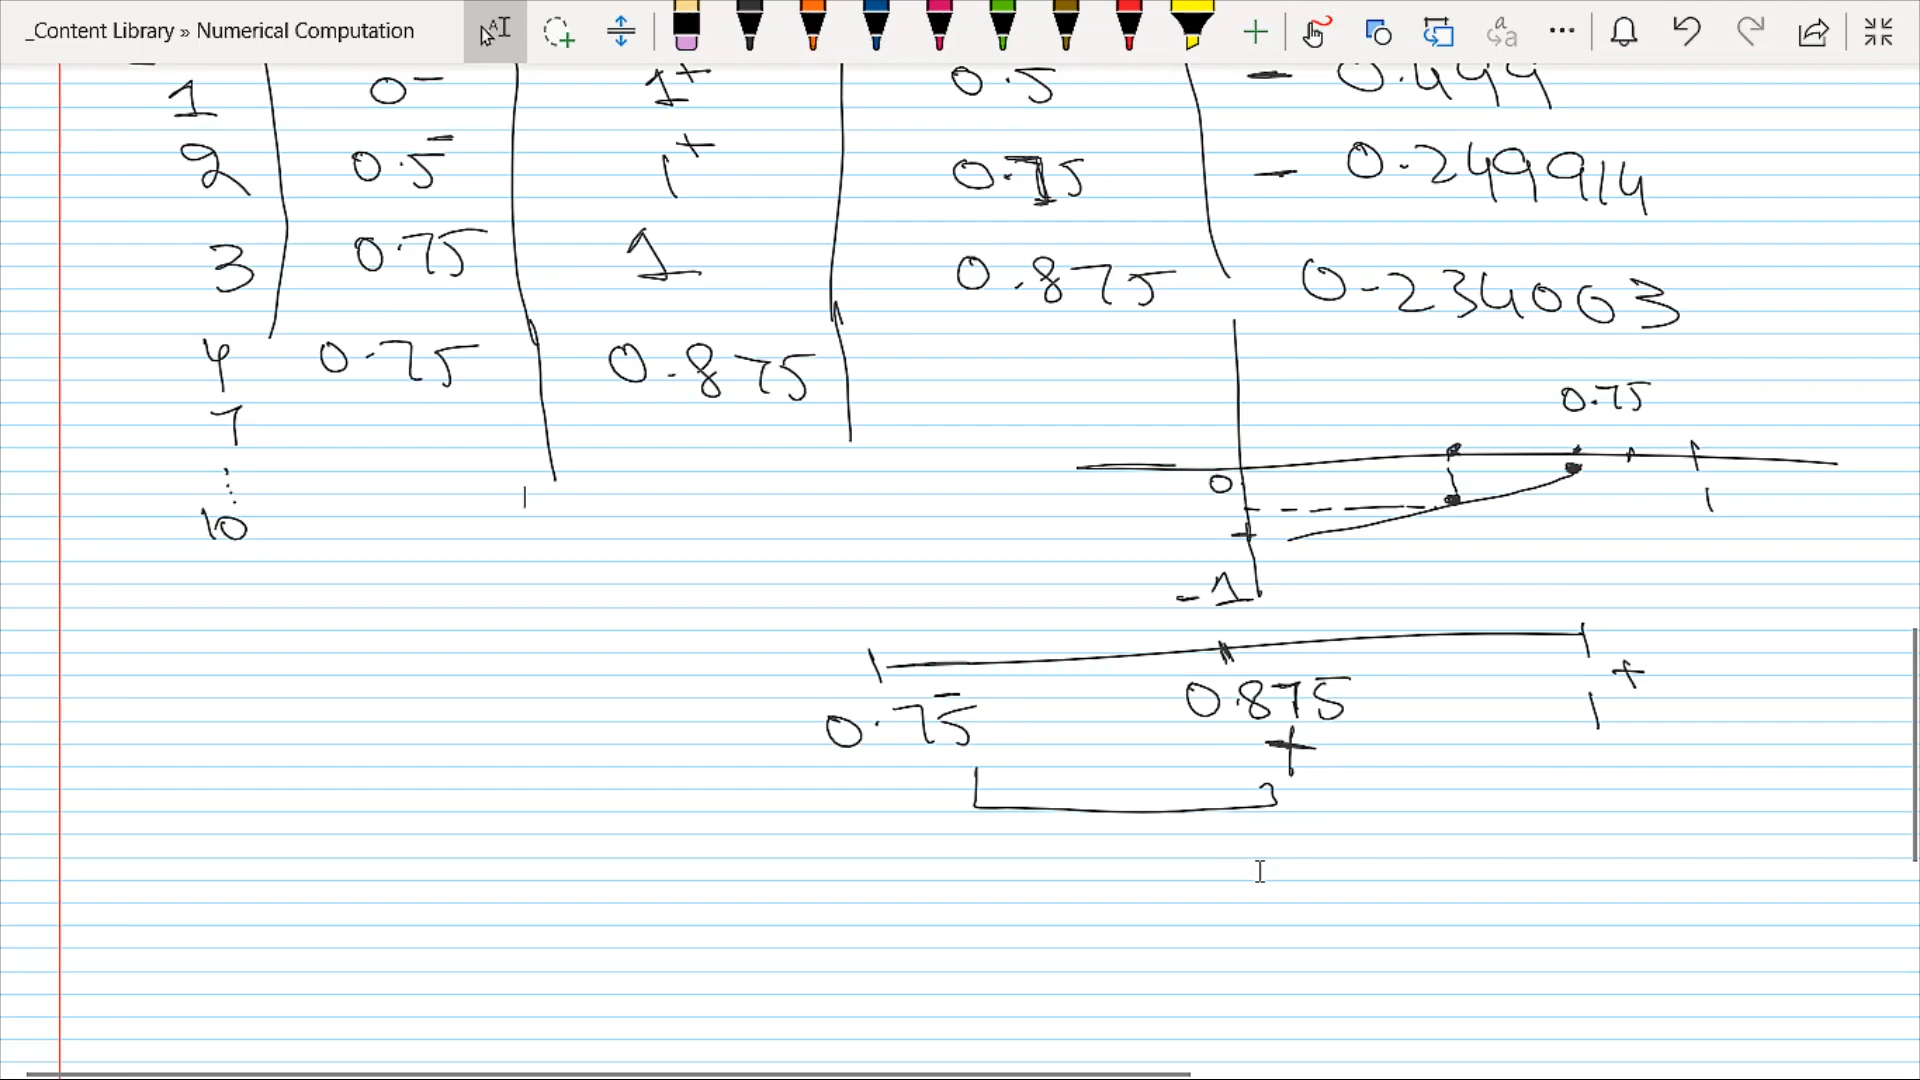 _Content Library » Numerical Computation
1 0- 1+ 0.5 - 0.499
2 0.5- 1+ 0.75 - 0.249914
3 0.75 1 0.875 0.234003
4 0.75 0.875
0.75
7
⋮
10
0
1
-1
0.75- 0.875 1+
+